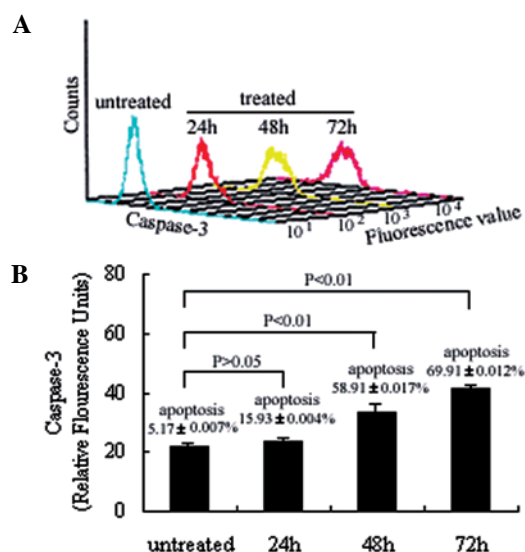 A
Counts
untreated
treated
24h 48h 72h
Caspase-3
10¹ 10² 10³ 10⁴
Fluorescence value
B
Caspase-3
(Relative Flourescence Units)
80
60
40
20
0
P<0.01
P<0.01
P>0.05
apoptosis
5.17±0.007%
apoptosis
15.93±0.004%
apoptosis
58.91±0.017%
apoptosis
69.91±0.012%
untreated 24h 48h 72h